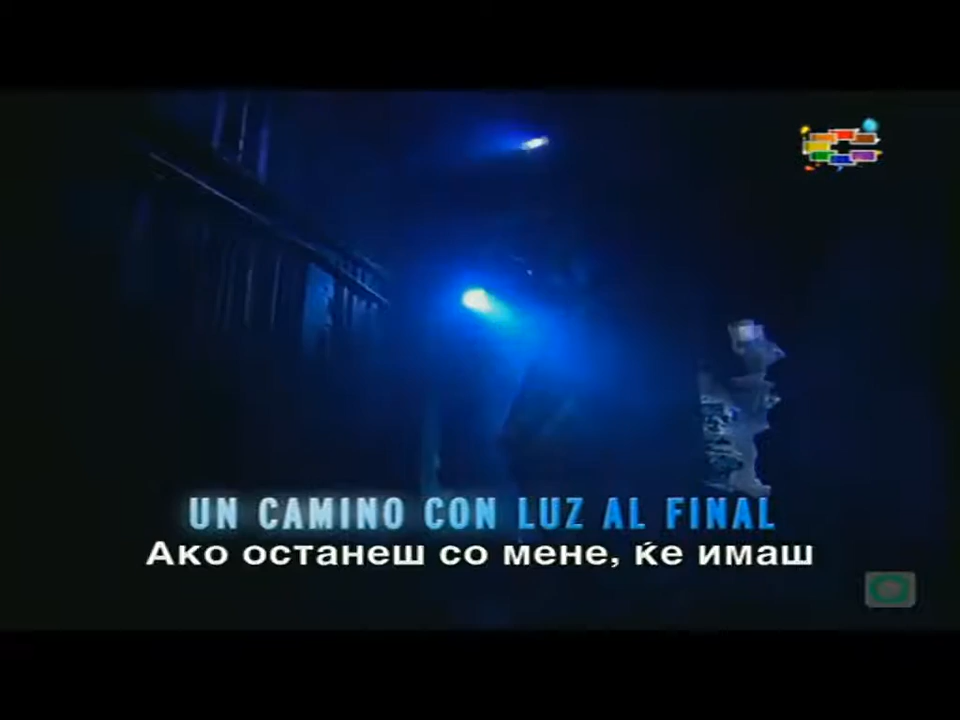 UN CAMINO CON LUZ AL FINAL
Ако останеш со мене, ќе имаш